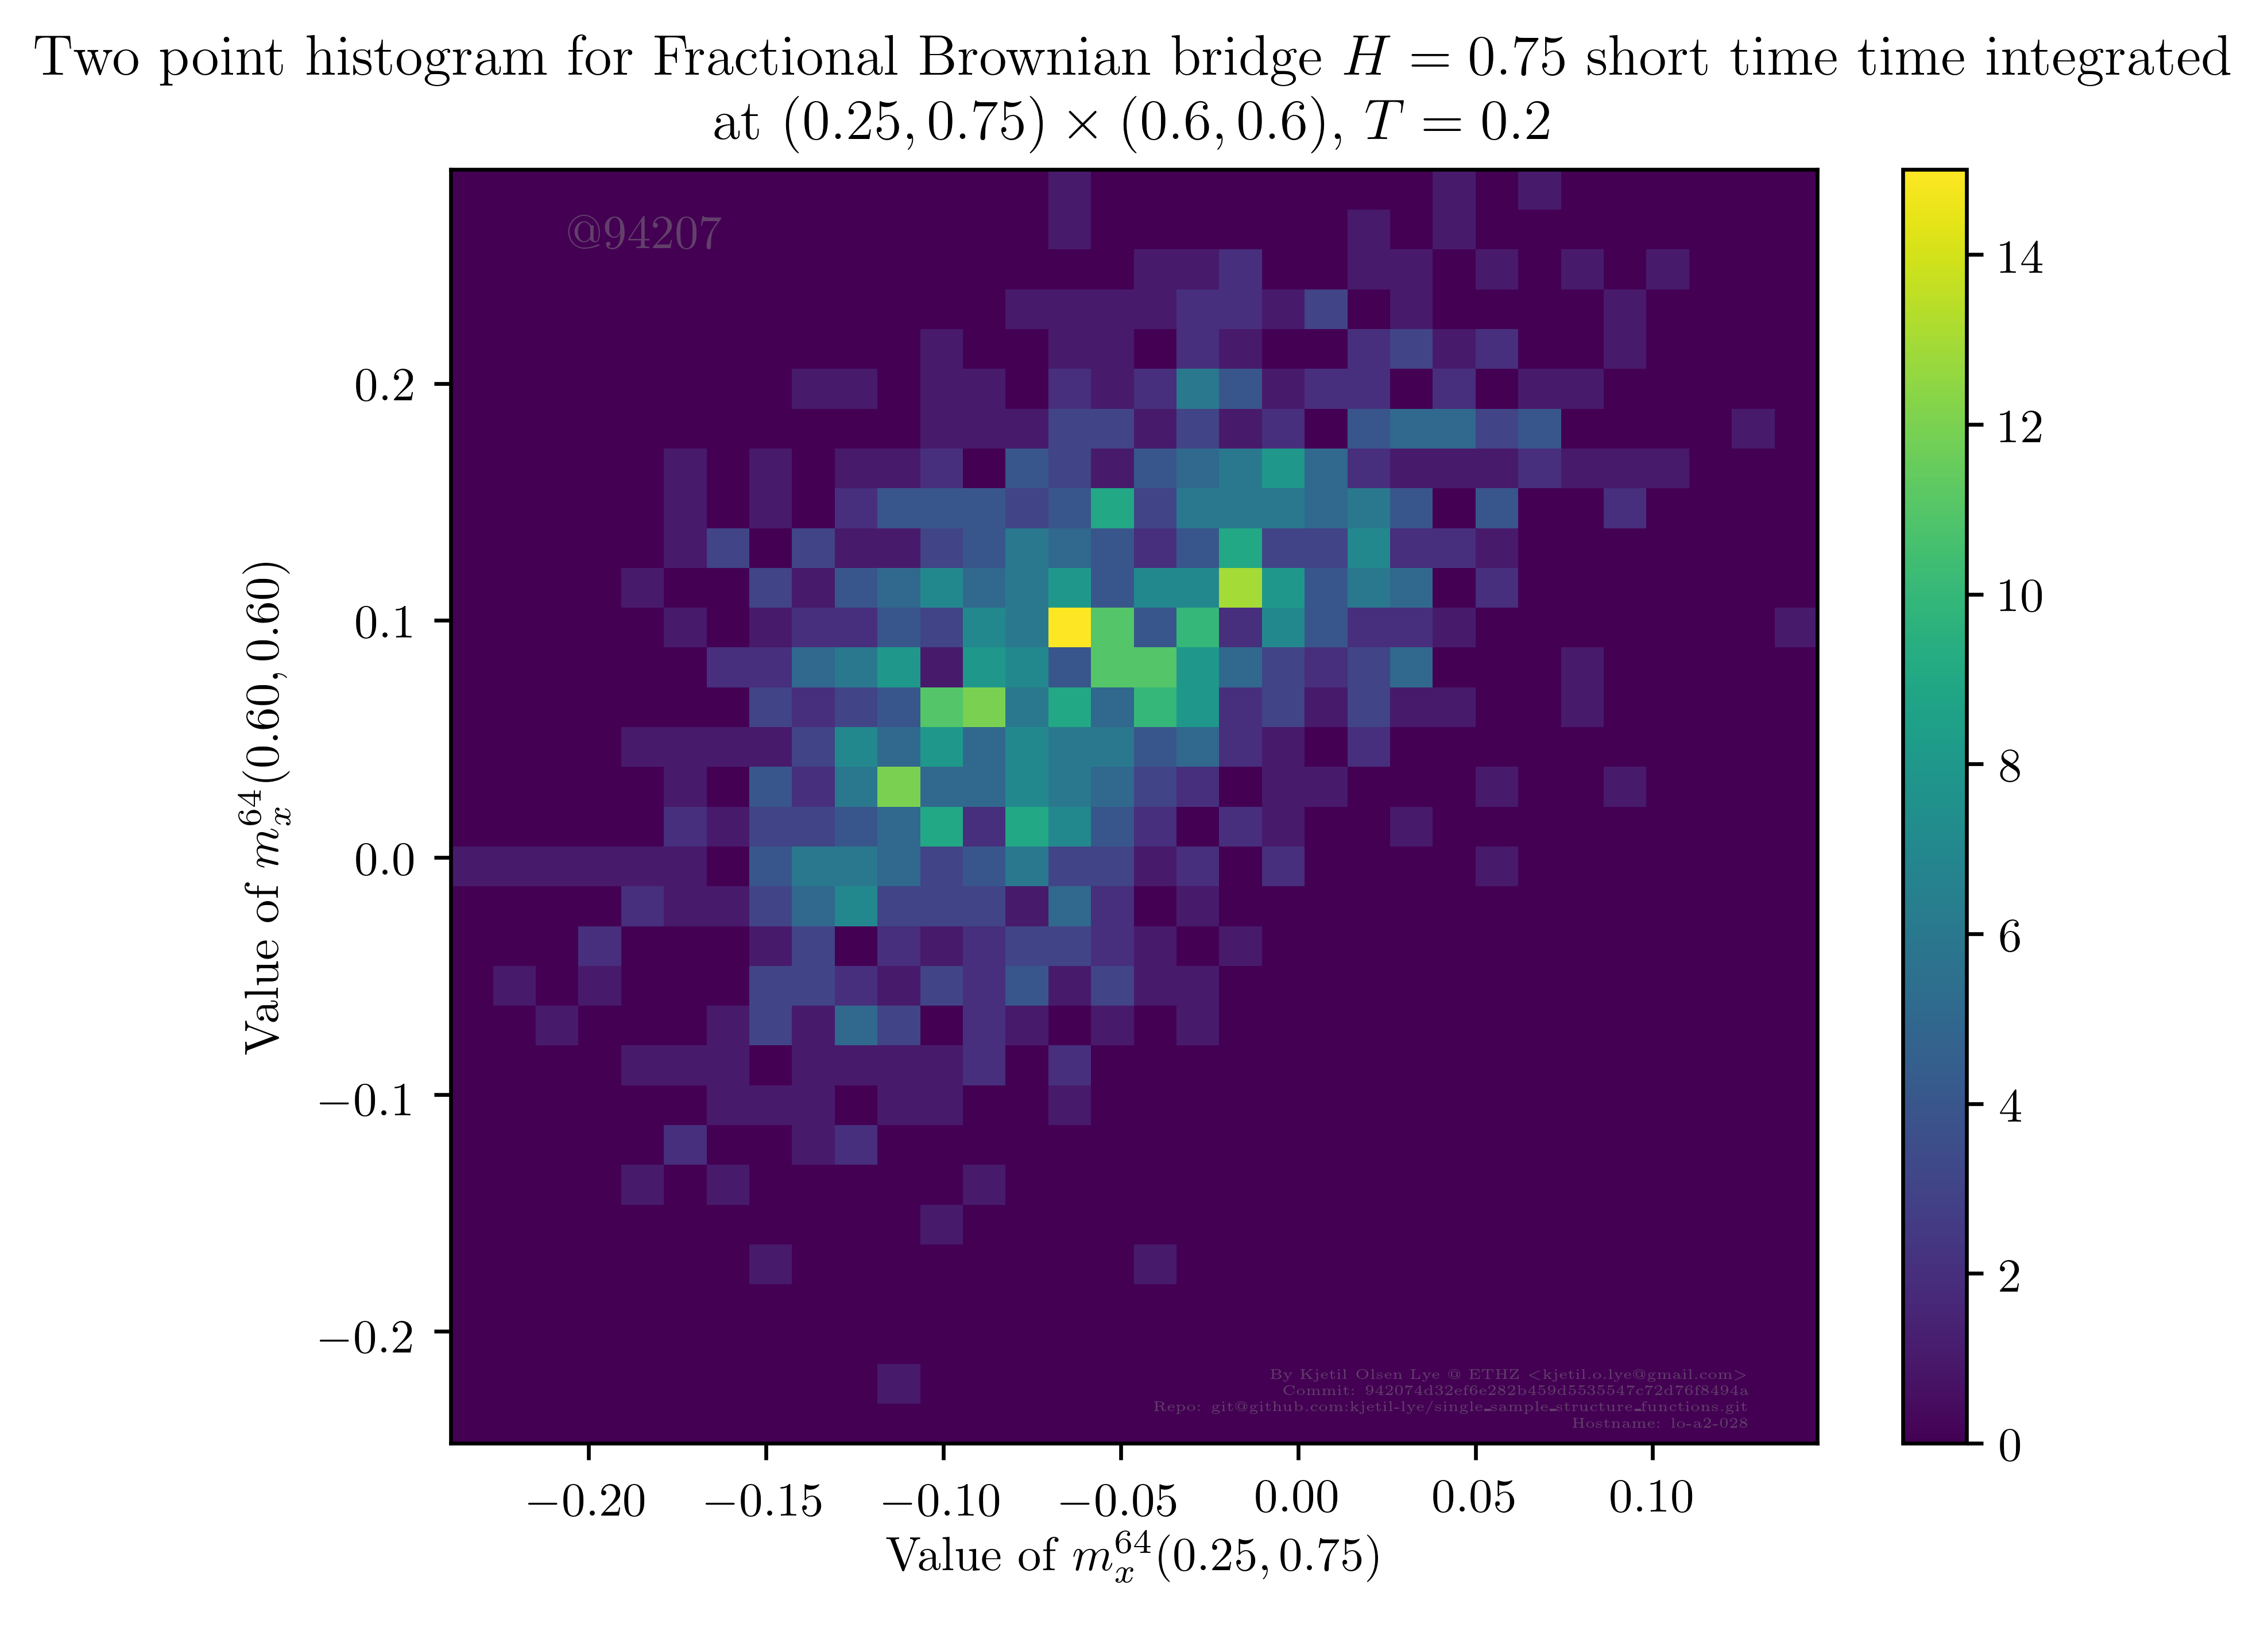 Two point histogram for Fractional Brownian bridge H = 0.75 short time time integrated
at (0.25, 0.75) × (0.6, 0.6), T = 0.2
@94207
Value of m_x^64(0.60, 0.60)
0.2
0.1
0.0
−0.1
−0.2
−0.20 −0.15 −0.10 −0.05 0.00 0.05 0.10
Value of m_x^64(0.25, 0.75)
14
12
10
8
6
4
2
0
By Kjetil Olsen Lye @ ETHZ <kjetil.o.lye@gmail.com>
Commit: 942074d32ef6e282b459d5535547c72d76f8494a
Repo: git@github.com:kjetil-lye/single_sample_structure_functions.git
Hostname: lo-a2-028